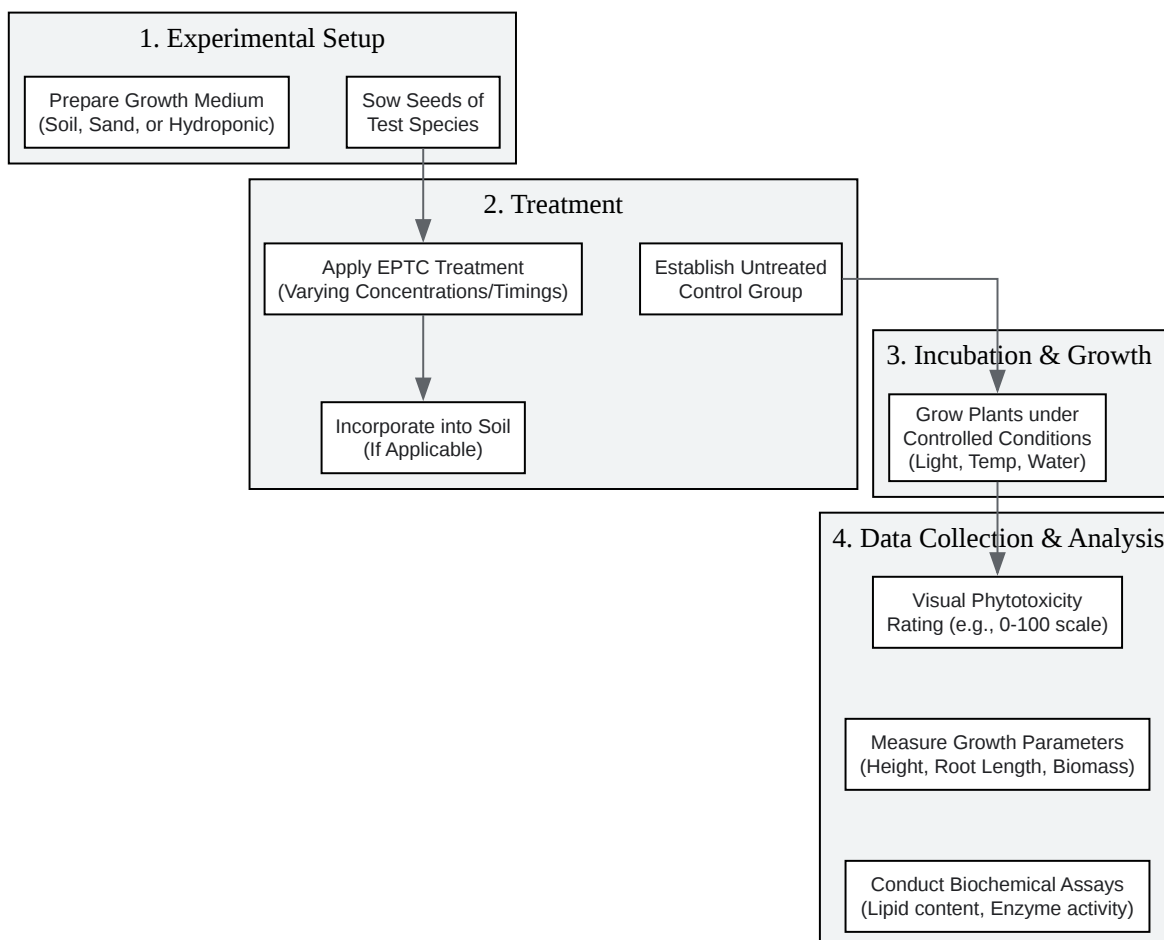 1. Experimental Setup
Prepare Growth Medium
(Soil, Sand, or Hydroponic)
Sow Seeds of
Test Species
2. Treatment
Apply EPTC Treatment
(Varying Concentrations/Timings)
Establish Untreated
Control Group
Incorporate into Soil
(If Applicable)
3. Incubation & Growth
Grow Plants under
Controlled Conditions
(Light, Temp, Water)
4. Data Collection & Analysis
Visual Phytotoxicity
Rating (e.g., 0-100 scale)
Measure Growth Parameters
(Height, Root Length, Biomass)
Conduct Biochemical Assays
(Lipid content, Enzyme activity)